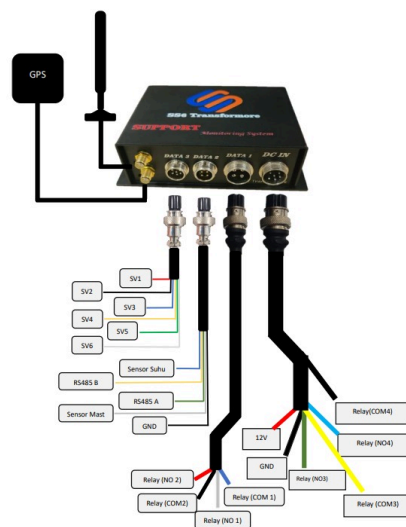 GPS
SS6 Transformore
SUPPORT Monitoring System
DATA 3 DATA 2 DATA 1 DC IN
SV1
SV2
SV3
SV4
SV5
SV6
Sensor Suhu
RS485 B
RS485 A
Sensor Mast
GND
Relay (NO 2)
Relay (COM 1)
Relay (COM2)
Relay (NO 1)
Relay(COM4)
12V
Relay (NO4)
GND
Relay (NO3)
Relay (COM3)